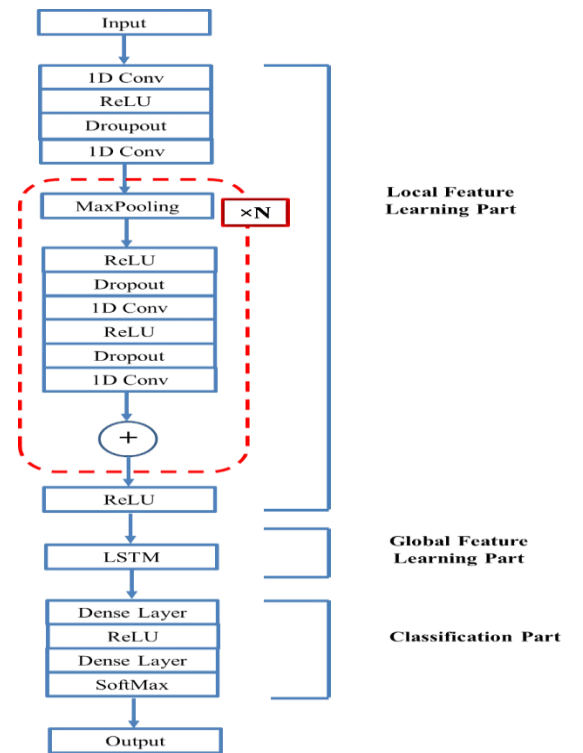 Input
1D Conv
ReLU
Droupout
1D Conv
MaxPooling
×N
ReLU
Dropout
1D Conv
ReLU
Dropout
1D Conv
+
ReLU
Local Feature
Learning Part
LSTM
Global Feature
Learning Part
Dense Layer
ReLU
Dense Layer
SoftMax
Classification Part
Output